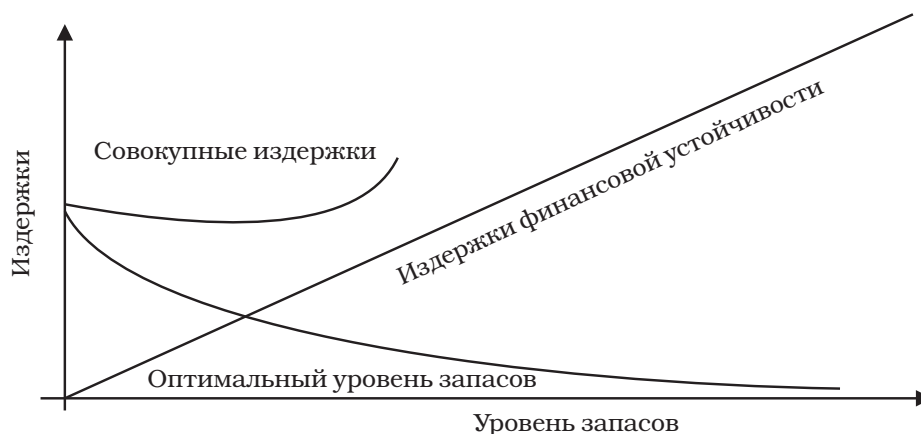 Совокупные издержки
Издержки
Издержки финансовой устойчивости
Оптимальный уровень запасов
Уровень запасов